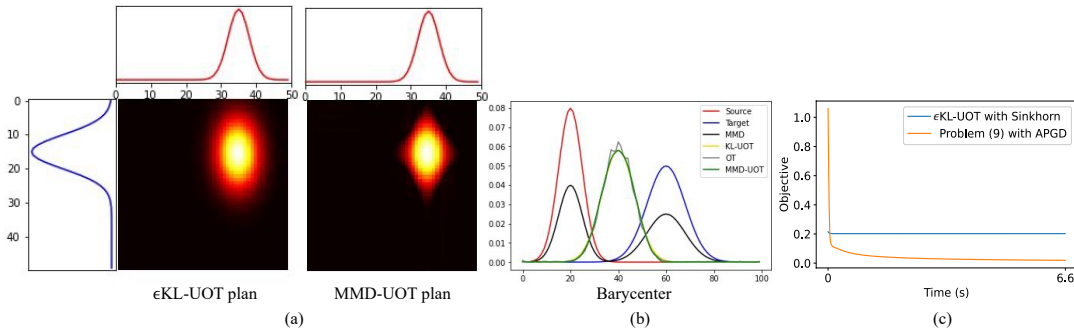 0 10 20 30 40 50
0 10 20 30 40 50
0
10
20
40
ϵKL-UOT plan
MMD-UOT plan
(a)
0.08
0.07
0.06
0.05
0.04
0.03
0.02
0.01
0.00
Source
Target
MMD
KL-UOT
OT
MMD-UOT
0 20 40 60 80 100
Barycenter
(b)
Objective
1.0
0.8
0.6
0.4
0.2
0.0
ϵKL-UOT with Sinkhorn
Problem (9) with APGD
0 6.6
Time (s)
(c)